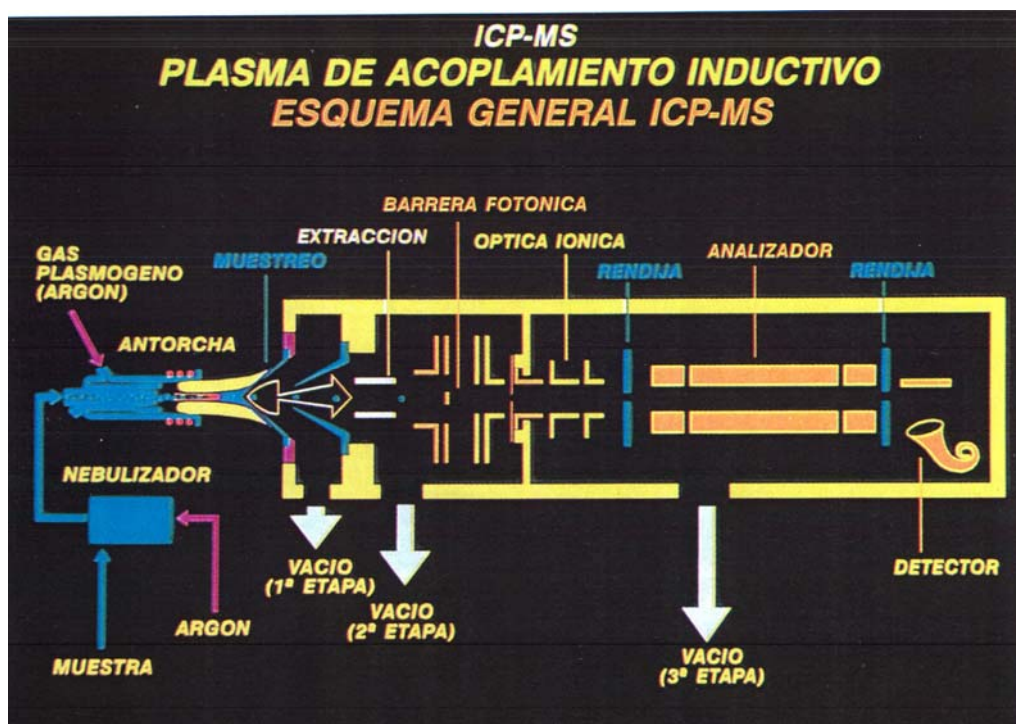 ICP-MS
PLASMA DE ACOPLAMIENTO INDUCTIVO
ESQUEMA GENERAL ICP-MS
BARRERA FOTONICA
EXTRACCION
OPTICA IONICA
ANALIZADOR
GAS
PLASMOGENO
(ARGON)
MUESTREO
RENDIJA
RENDIJA
ANTORCHA
NEBULIZADOR
VACIO
(1ª ETAPA)
DETECTOR
VACIO
(2ª ETAPA)
ARGON
VACIO
(3ª ETAPA)
MUESTRA